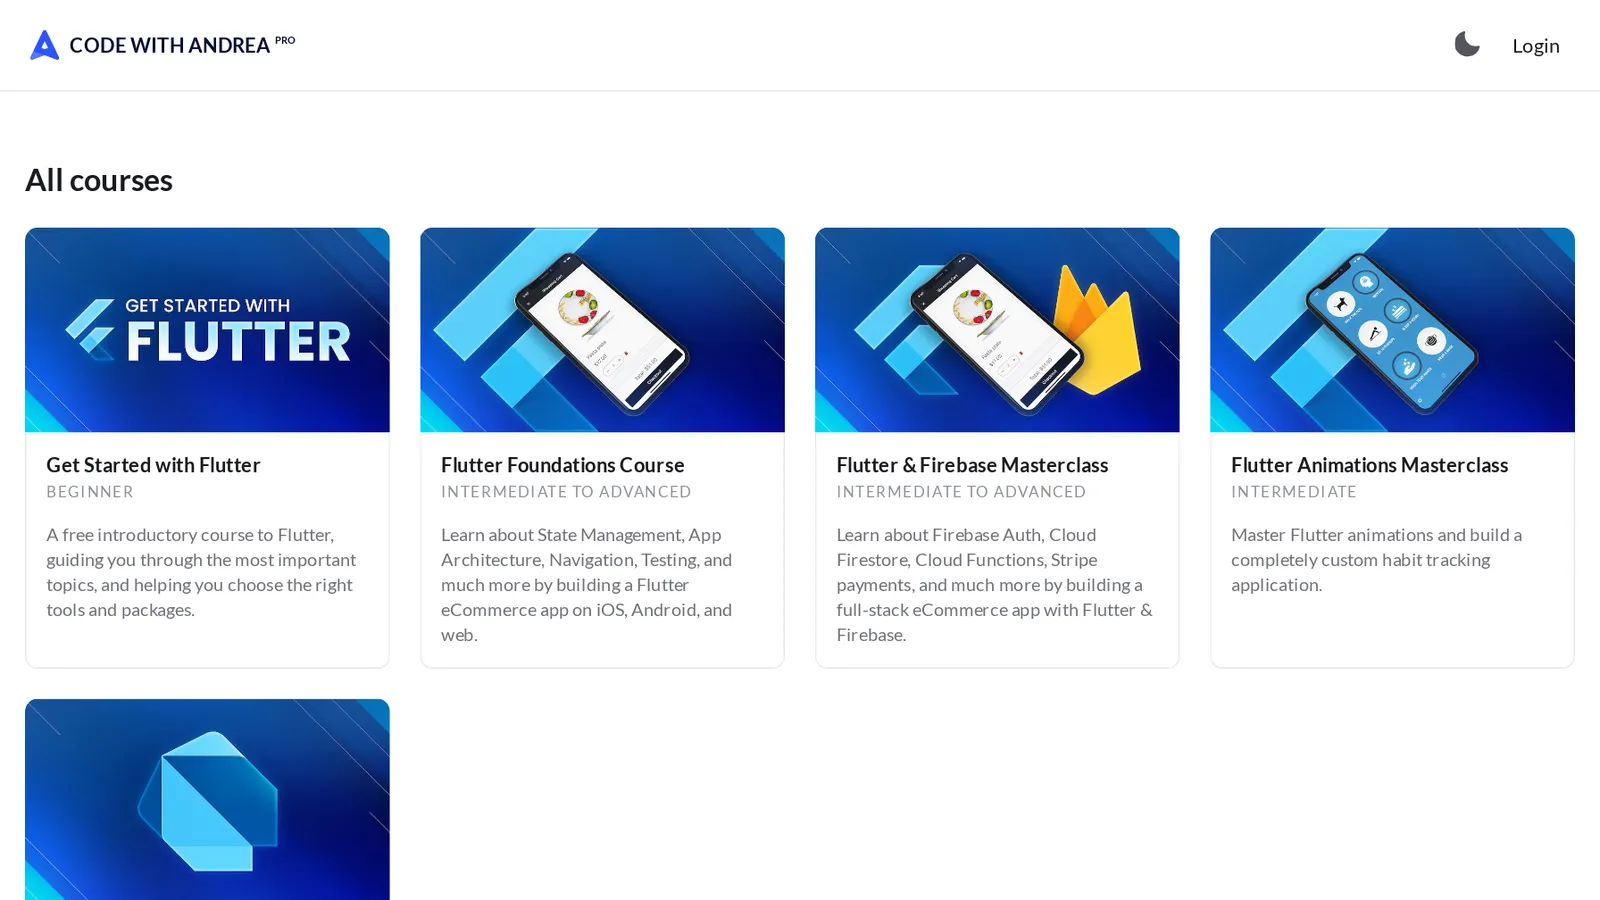 CODE WITH ANDREA PRO
Login
All courses
GET STARTED WITH
FLUTTER
Get Started with Flutter
BEGINNER
A free introductory course to Flutter,
guiding you through the most important
topics, and helping you choose the right
tools and packages.
Flutter Foundations Course
INTERMEDIATE TO ADVANCED
Learn about State Management, App
Architecture, Navigation, Testing, and
much more by building a Flutter
eCommerce app on iOS, Android, and
web.
Flutter & Firebase Masterclass
INTERMEDIATE TO ADVANCED
Learn about Firebase Auth, Cloud
Firestore, Cloud Functions, Stripe
payments, and much more by building a
full-stack eCommerce app with Flutter &
Firebase.
Flutter Animations Masterclass
INTERMEDIATE
Master Flutter animations and build a
completely custom habit tracking
application.